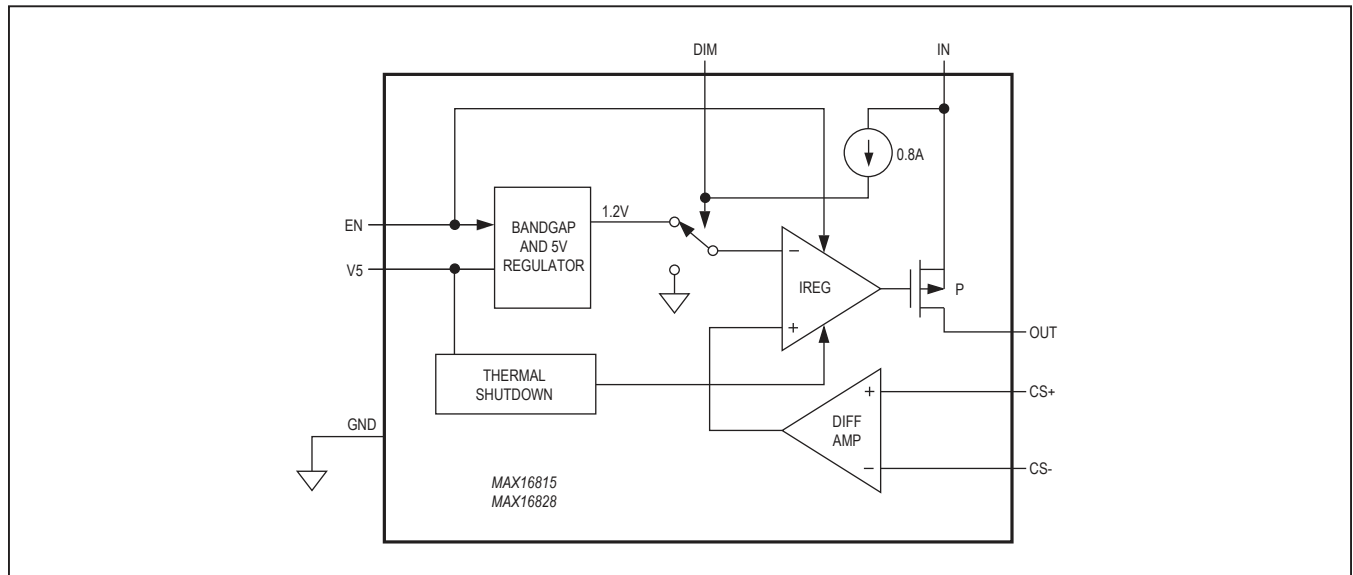 DIM
IN
0.8A
EN
BANDGAP
AND 5V
REGULATOR
1.2V
V5
−
IREG
+
P
OUT
THERMAL
SHUTDOWN
GND
+
DIFF
AMP
−
CS+
CS-
MAX16815
MAX16828